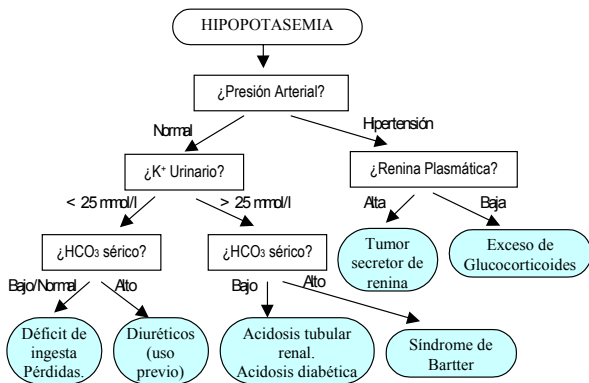 HIPOPOTASEMIA
¿Presión Arterial?
Normal
Hipertensión
¿K+ Urinario?
¿Renina Plasmática?
< 25 mmol/l
> 25 mmol/l
Alta
Baja
¿HCO3 sérico?
¿HCO3 sérico?
Tumor
secretor de
renina
Exceso de
Glucocorticoides
Bajo/Normal
Alto
Bajo
Alto
Déficit de
ingesta
Pérdidas.
Diuréticos
(uso
previo)
Acidosis tubular
renal.
Acidosis diabética
Síndrome de
Bartter